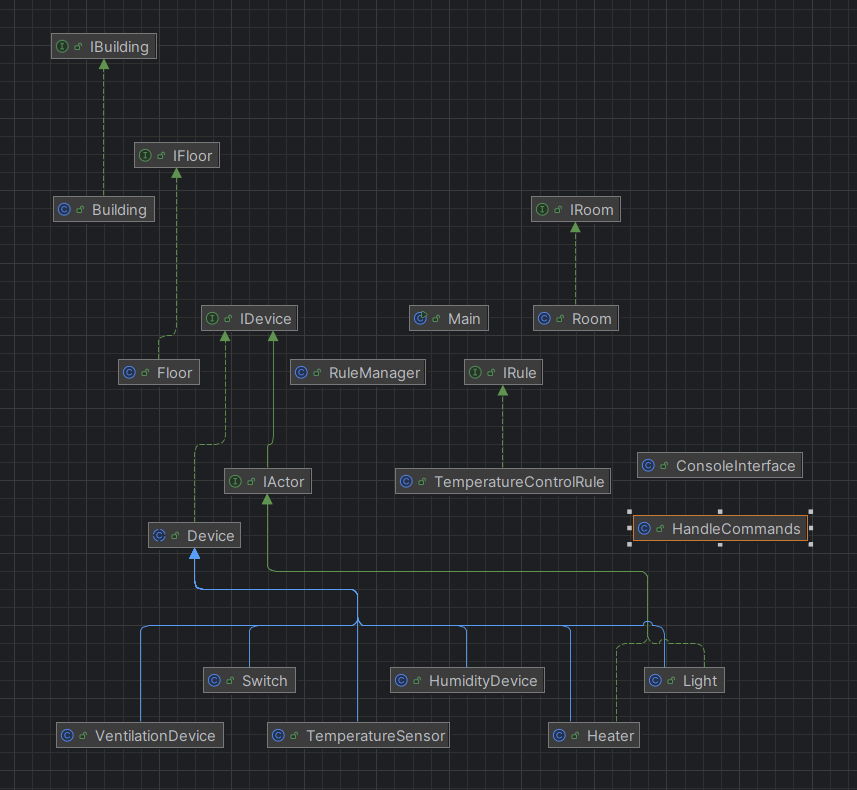 IBuilding
IFloor
Building
IRoom
IDevice
Main
Room
Floor
RuleManager
IRule
ConsoleInterface
IActor
TemperatureControlRule
HandleCommands
Device
Switch
HumidityDevice
Light
VentilationDevice
TemperatureSensor
Heater